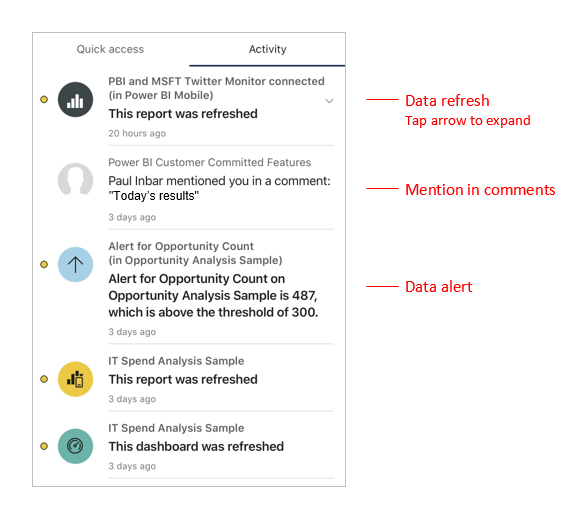 Quick access
Activity
PBI and MSFT Twitter Monitor connected
(in Power BI Mobile)
This report was refreshed
20 hours ago
Data refresh
Tap arrow to expand
Power BI Customer Committed Features
Paul Inbar mentioned you in a comment:
"Today's results"
3 days ago
Mention in comments
Alert for Opportunity Count
(in Opportunity Analysis Sample)
Alert for Opportunity Count on
Opportunity Analysis Sample is 487,
which is above the threshold of 300.
3 days ago
Data alert
IT Spend Analysis Sample
This report was refreshed
3 days ago
IT Spend Analysis Sample
This dashboard was refreshed
3 days ago